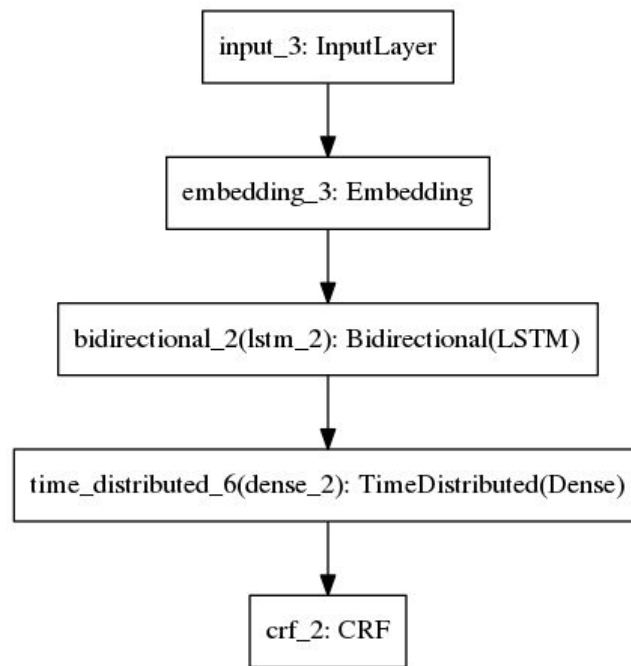 input_3: InputLayer
embedding_3: Embedding
bidirectional_2(lstm_2): Bidirectional(LSTM)
time_distributed_6(dense_2): TimeDistributed(Dense)
crf_2: CRF